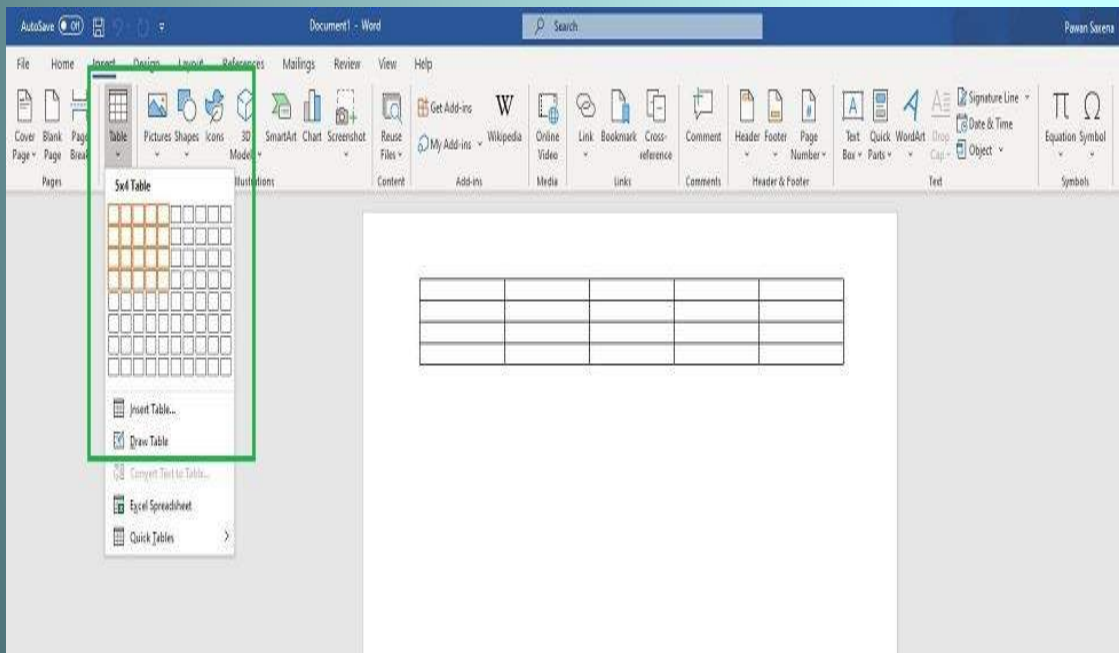 AutoSave Off Document1 - Word Search Pawan Saxena
File Home Insert Design Layout References Mailings Review View Help
Cover Page
Blank Page
Page Break
Table
Pictures
Shapes
Icons
3D Models
SmartArt
Chart
Screenshot
Reuse Files
Get Add-ins
My Add-ins
Wikipedia
Online Video
Link
Bookmark
Cross-reference
Comment
Header
Footer
Page Number
Text Box
Quick Parts
WordArt
Drop Cap
Signature Line
Date & Time
Object
Equation
Symbol
Pages Illustrations Content Add-ins Media Links Comments Header & Footer Text Symbols
5x4 Table
Insert Table...
Draw Table
Convert Text to Table...
Excel Spreadsheet
Quick Tables